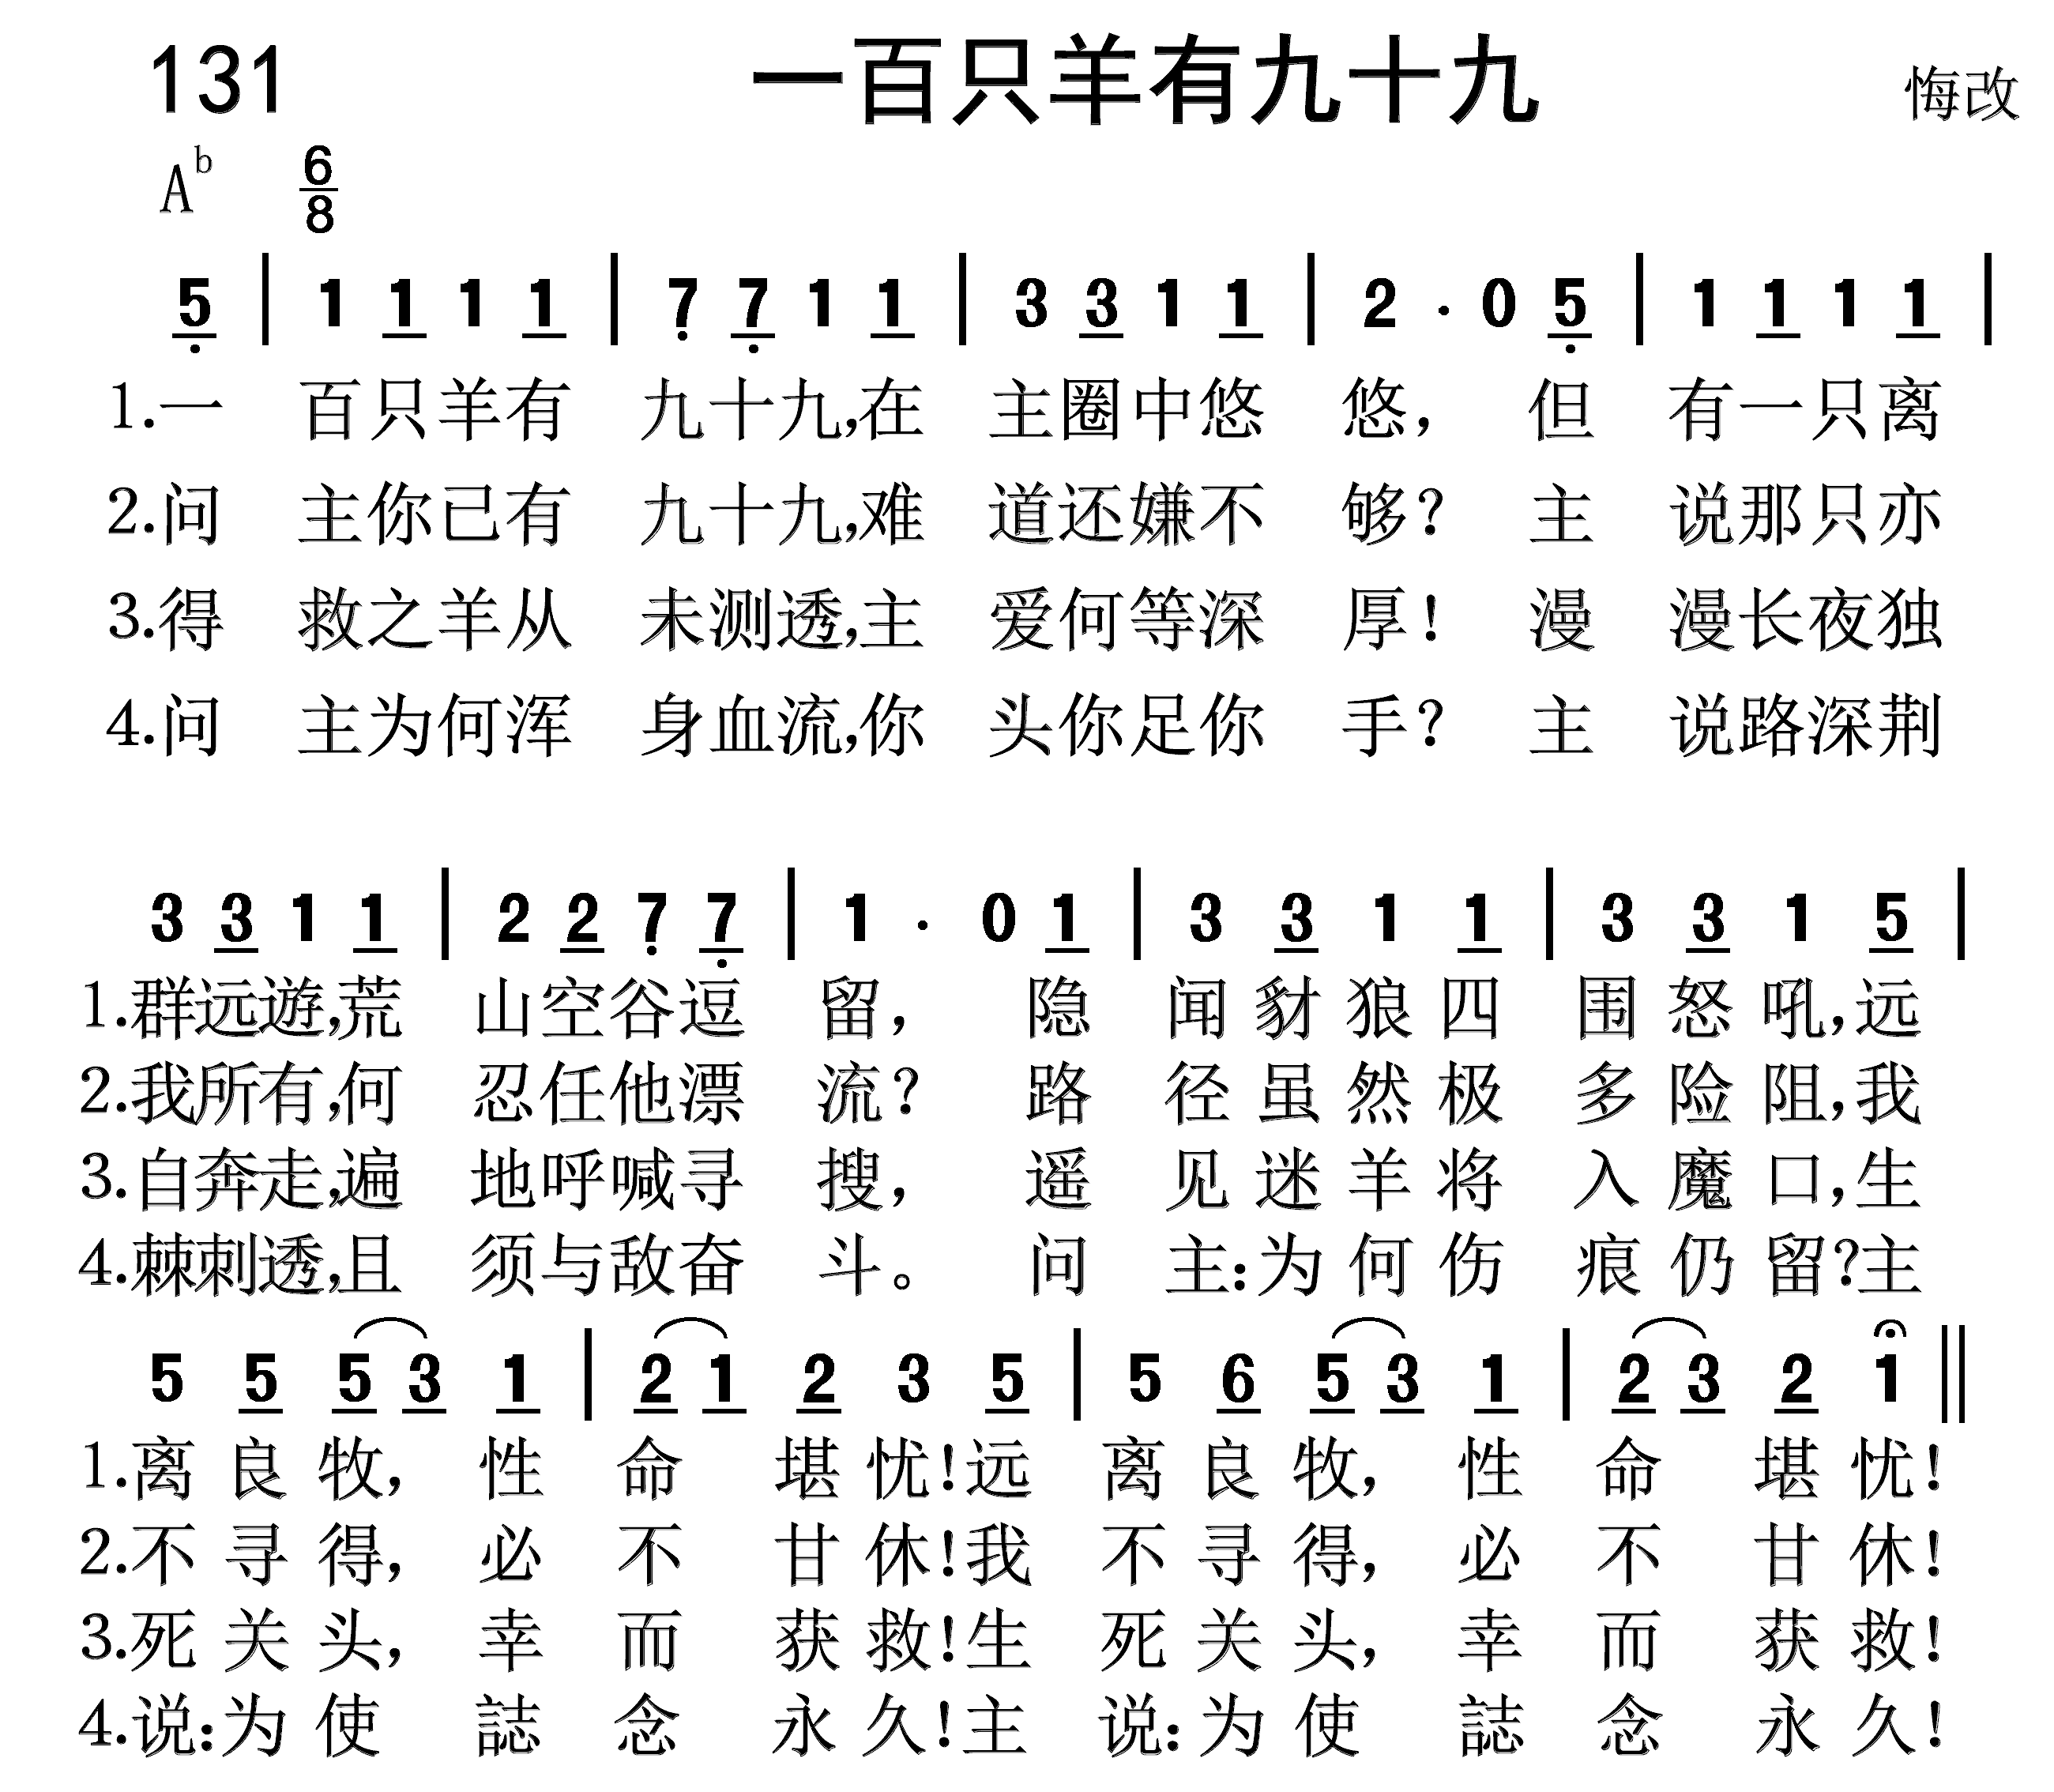 131 一百只羊有九十九 悔改
A♭ 6/8
5 | 1 1 1 1 | 7 7 1 1 | 3 3 1 1 | 2 · 0 5 | 1 1 1 1 |
1.一 百只羊有 九十九,在 主圈中悠 悠, 但 有一只离
2.问 主你已有 九十九,难 道还嫌不 够? 主 说那只亦
3.得 救之羊从 未测透,主 爱何等深 厚! 漫 漫长夜独
4.问 主为何浑 身血流,你 头你足你 手? 主 说路深荆
3 3 1 1 | 2 2 7 7 | 1 · 0 1 | 3 3 1 1 | 3 3 1 5 |
1.群远遊,荒 山空谷逗 留, 隐 闻豺狼四 围怒吼,远
2.我所有,何 忍任他漂 流? 路 径虽然极 多险阻,我
3.自奔走,遍 地呼喊寻 搜, 遥 见迷羊将 入魔口,生
4.棘刺透,且 须与敌奋 斗。 问 主:为何伤 痕仍留?主
5 5 5 3 1 | 2 1 2 3 5 | 5 6 5 3 1 | 2 3 2 1 ||
1.离良牧, 性命堪忧!远 离良牧, 性命堪忧!
2.不寻得, 必不甘休!我 不寻得, 必不甘休!
3.死关头, 幸而获救!生 死关头, 幸而获救!
4.说:为使 誌念永久!主 说:为使 誌念永久!